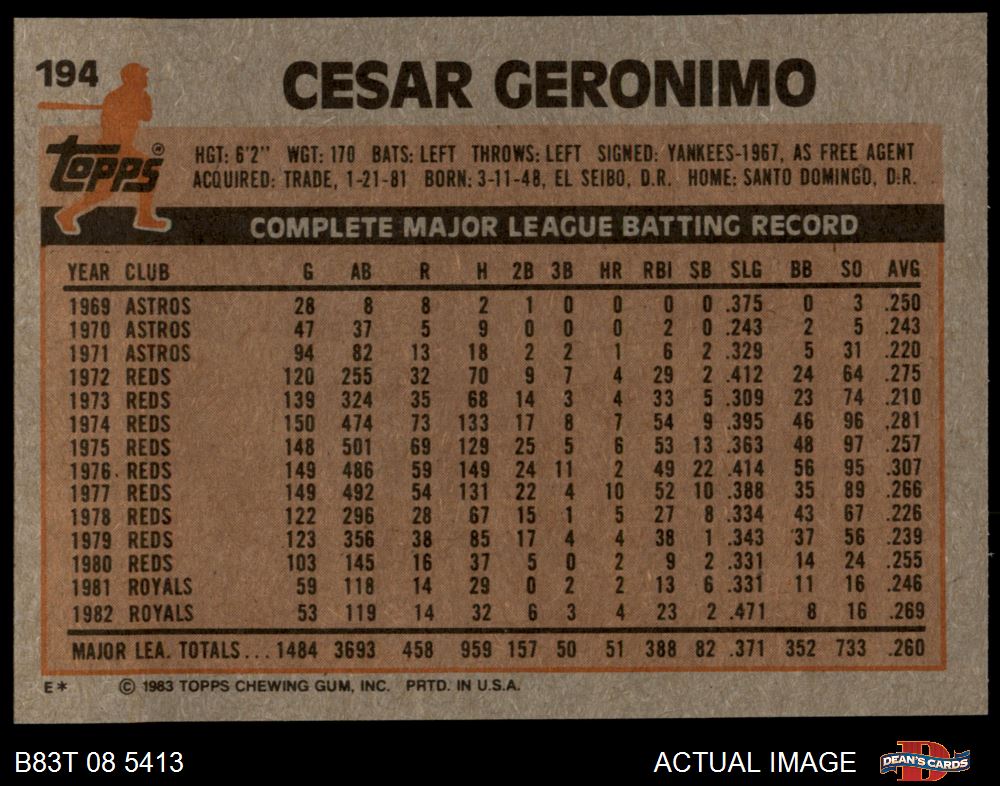 194
CESAR GERONIMO
TOPPS®
HGT: 6'2" WGT: 170 BATS: LEFT THROWS: LEFT SIGNED: YANKEES-1967, AS FREE AGENT
ACQUIRED: TRADE, 1-21-81 BORN: 3-11-48, EL SEIBO, D.R. HOME: SANTO DOMINGO, D.R.
COMPLETE MAJOR LEAGUE BATTING RECORD
YEAR CLUB G AB R H 2B 3B HR RBI SB SLG BB SO AVG
1969 ASTROS 28 8 8 2 1 0 0 0 0 .375 0 3 .250
1970 ASTROS 47 37 5 9 0 0 0 2 0 .243 2 5 .243
1971 ASTROS 94 82 13 18 2 2 1 6 2 .329 5 31 .220
1972 REDS 120 255 32 70 9 7 4 29 2 .412 24 64 .275
1973 REDS 139 324 35 68 14 3 4 33 5 .309 23 74 .210
1974 REDS 150 474 73 133 17 8 7 54 9 .395 46 96 .281
1975 REDS 148 501 69 129 25 5 6 53 13 .363 48 97 .257
1976 REDS 149 486 59 149 24 11 2 49 22 .414 56 95 .307
1977 REDS 149 492 54 131 22 4 10 52 10 .388 35 89 .266
1978 REDS 122 296 28 67 15 1 5 27 8 .334 43 67 .226
1979 REDS 123 356 38 85 17 4 4 38 1 .343 37 56 .239
1980 REDS 103 145 16 37 5 0 2 9 2 .331 14 24 .255
1981 ROYALS 59 118 14 29 0 2 2 13 6 .331 11 16 .246
1982 ROYALS 53 119 14 32 6 3 4 23 2 .471 8 16 .269
MAJOR LEA. TOTALS... 1484 3693 458 959 157 50 51 388 82 .371 352 733 .260
E* © 1983 TOPPS CHEWING GUM, INC. PRTD. IN U.S.A.
B83T 08 5413 ACTUAL IMAGE D DEAN'S CARDS